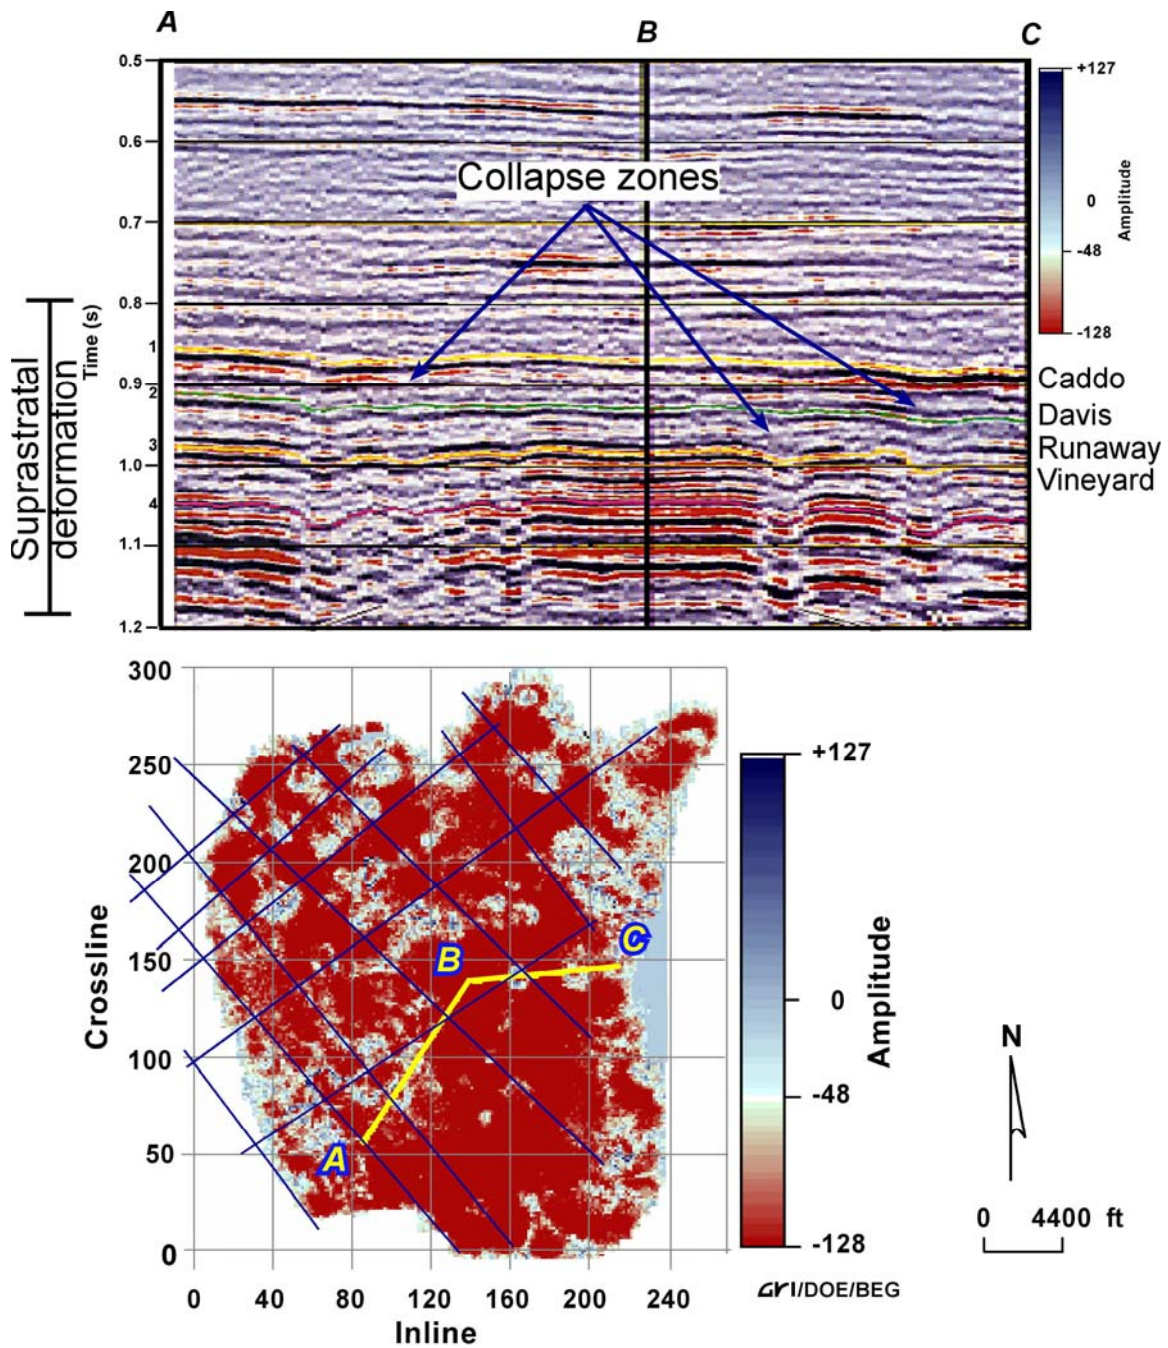 A
B
C
0.5
0.6
0.7
0.8
0.9
1.0
1.1
1.2
Time (s)
Suprastratal
deformation
1
2
3
4
Collapse zones
+127
0
-48
-128
Amplitude
Caddo
Davis
Runaway
Vineyard
300
250
200
150
100
50
0
Crossline
0
40
80
120
160
200
240
Inline
A
B
C
+127
0
-48
-128
Amplitude
N
0
4400 ft
GRI/DOE/BEG